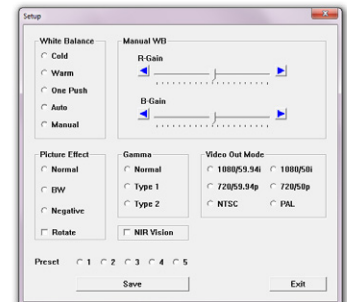 Setup
White Balance
Cold
Warm
One Push
Auto
Manual
Manual WB
R-Gain
B-Gain
Picture Effect
Normal
BW
Negative
Rotate
Gamma
Normal
Type 1
Type 2
NIR Vision
Video Out Mode
1080/59.94i 1080/50i
720/59.94p 720/50p
NTSC PAL
Preset 1 2 3 4 5
Save Exit